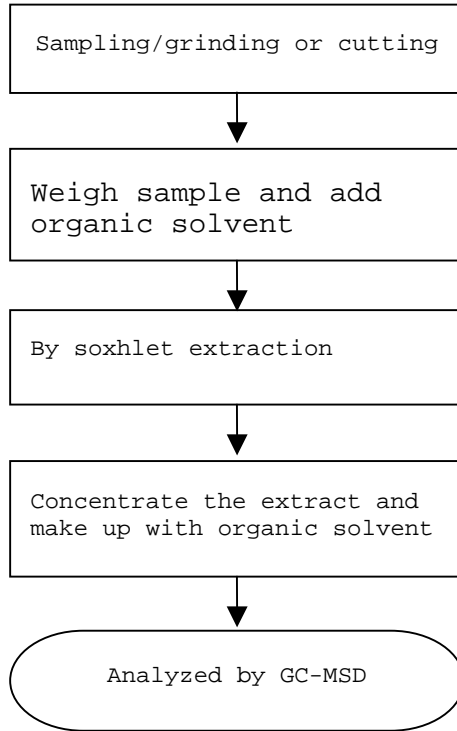 Sampling/grinding or cutting
Weigh sample and add
organic solvent
By soxhlet extraction
Concentrate the extract and
make up with organic solvent
Analyzed by GC-MSD